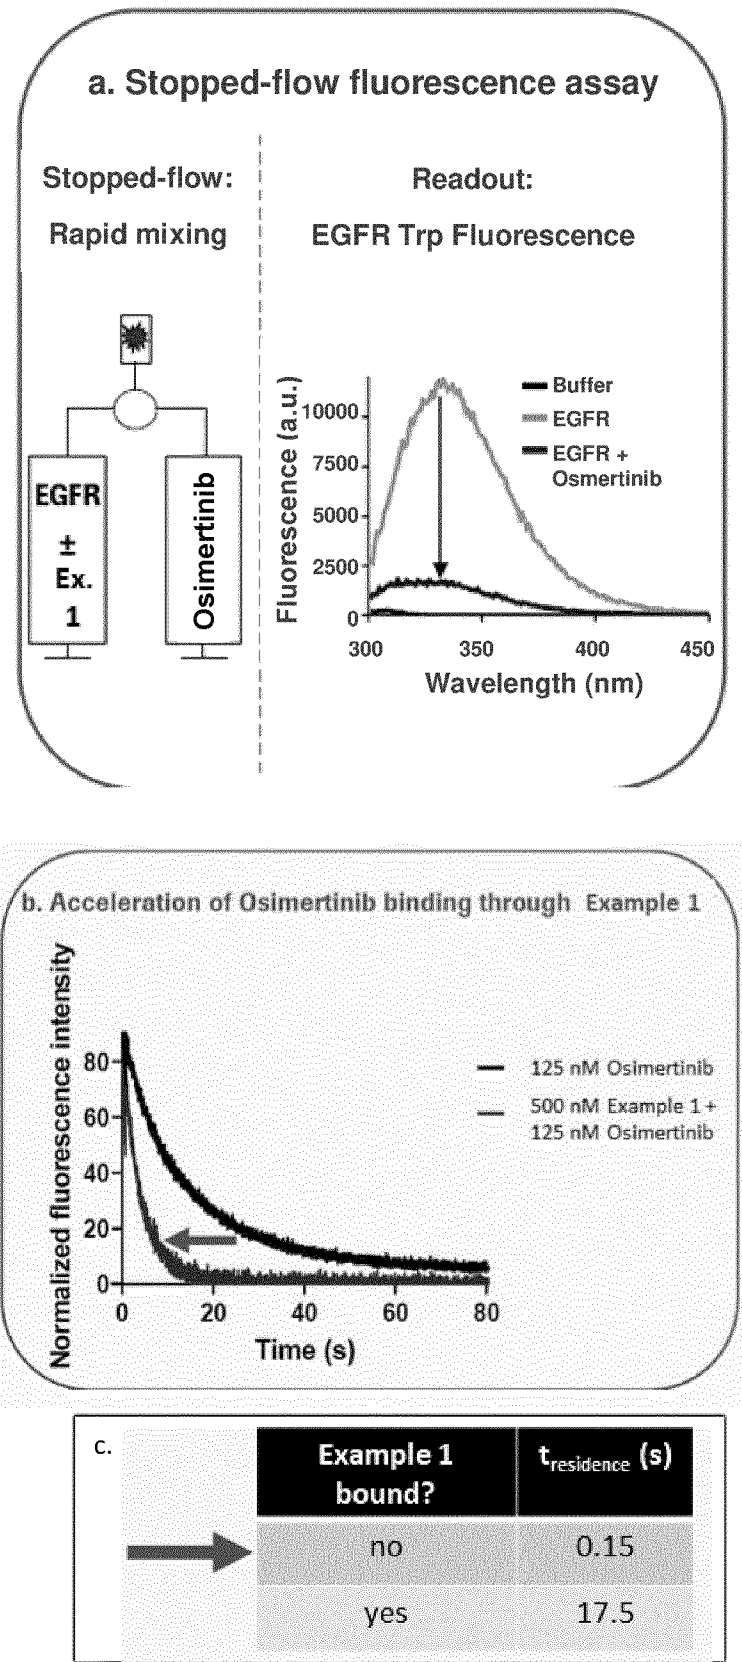 a. Stopped-flow fluorescence assay
Stopped-flow:
Rapid mixing
EGFR
±
Ex.
1
Osimertinib
Readout:
EGFR Trp Fluorescence
Fluorescence (a.u.)
10000
7500
5000
2500
0
300
350
400
450
Wavelength (nm)
Buffer
EGFR
EGFR +
Osmertinib
b. Acceleration of Osimertinib binding through Example 1
Normalized fluorescence intensity
80
60
40
20
0
0
20
40
60
80
Time (s)
125 nM Osimertinib
500 nM Example 1 +
125 nM Osimertinib
c.
Example 1 bound?
t residence (s)
no
0.15
yes
17.5